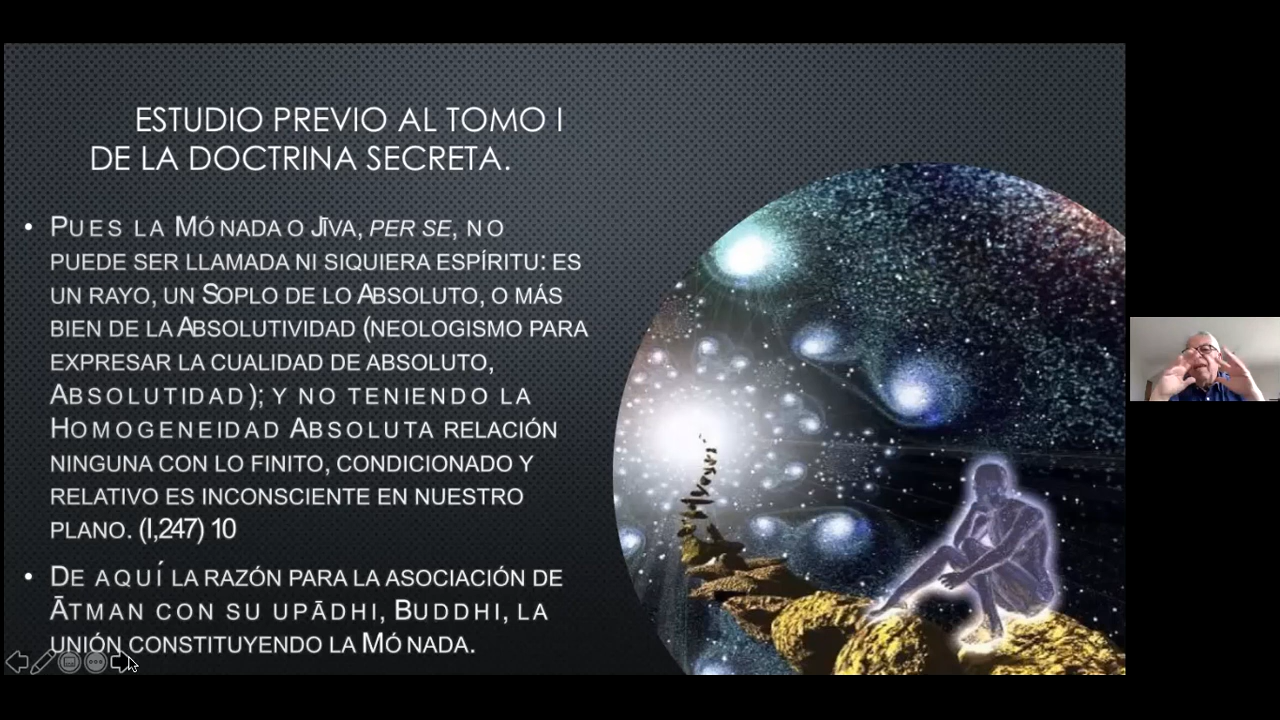 ESTUDIO PREVIO AL TOMO I
DE LA DOCTRINA SECRETA.
• PUES LA MÓNADA O JĪVA, PER SE, NO
PUEDE SER LLAMADA NI SIQUIERA ESPÍRITU: ES
UN RAYO, UN SOPLO DE LO ABSOLUTO, O MÁS
BIEN DE LA ABSOLUTIVIDAD (NEOLOGISMO PARA
EXPRESAR LA CUALIDAD DE ABSOLUTO,
ABSOLUTIDAD); Y NO TENIENDO LA
HOMOGENEIDAD ABSOLUTA RELACIÓN
NINGUNA CON LO FINITO, CONDICIONADO Y
RELATIVO ES INCONSCIENTE EN NUESTRO
PLANO. (I,247) 10
• DE AQUÍ LA RAZÓN PARA LA ASOCIACIÓN DE
ĀTMAN CON SU UPĀDHI, BUDDHI, LA
UNIÓN CONSTITUYENDO LA MÓNADA.